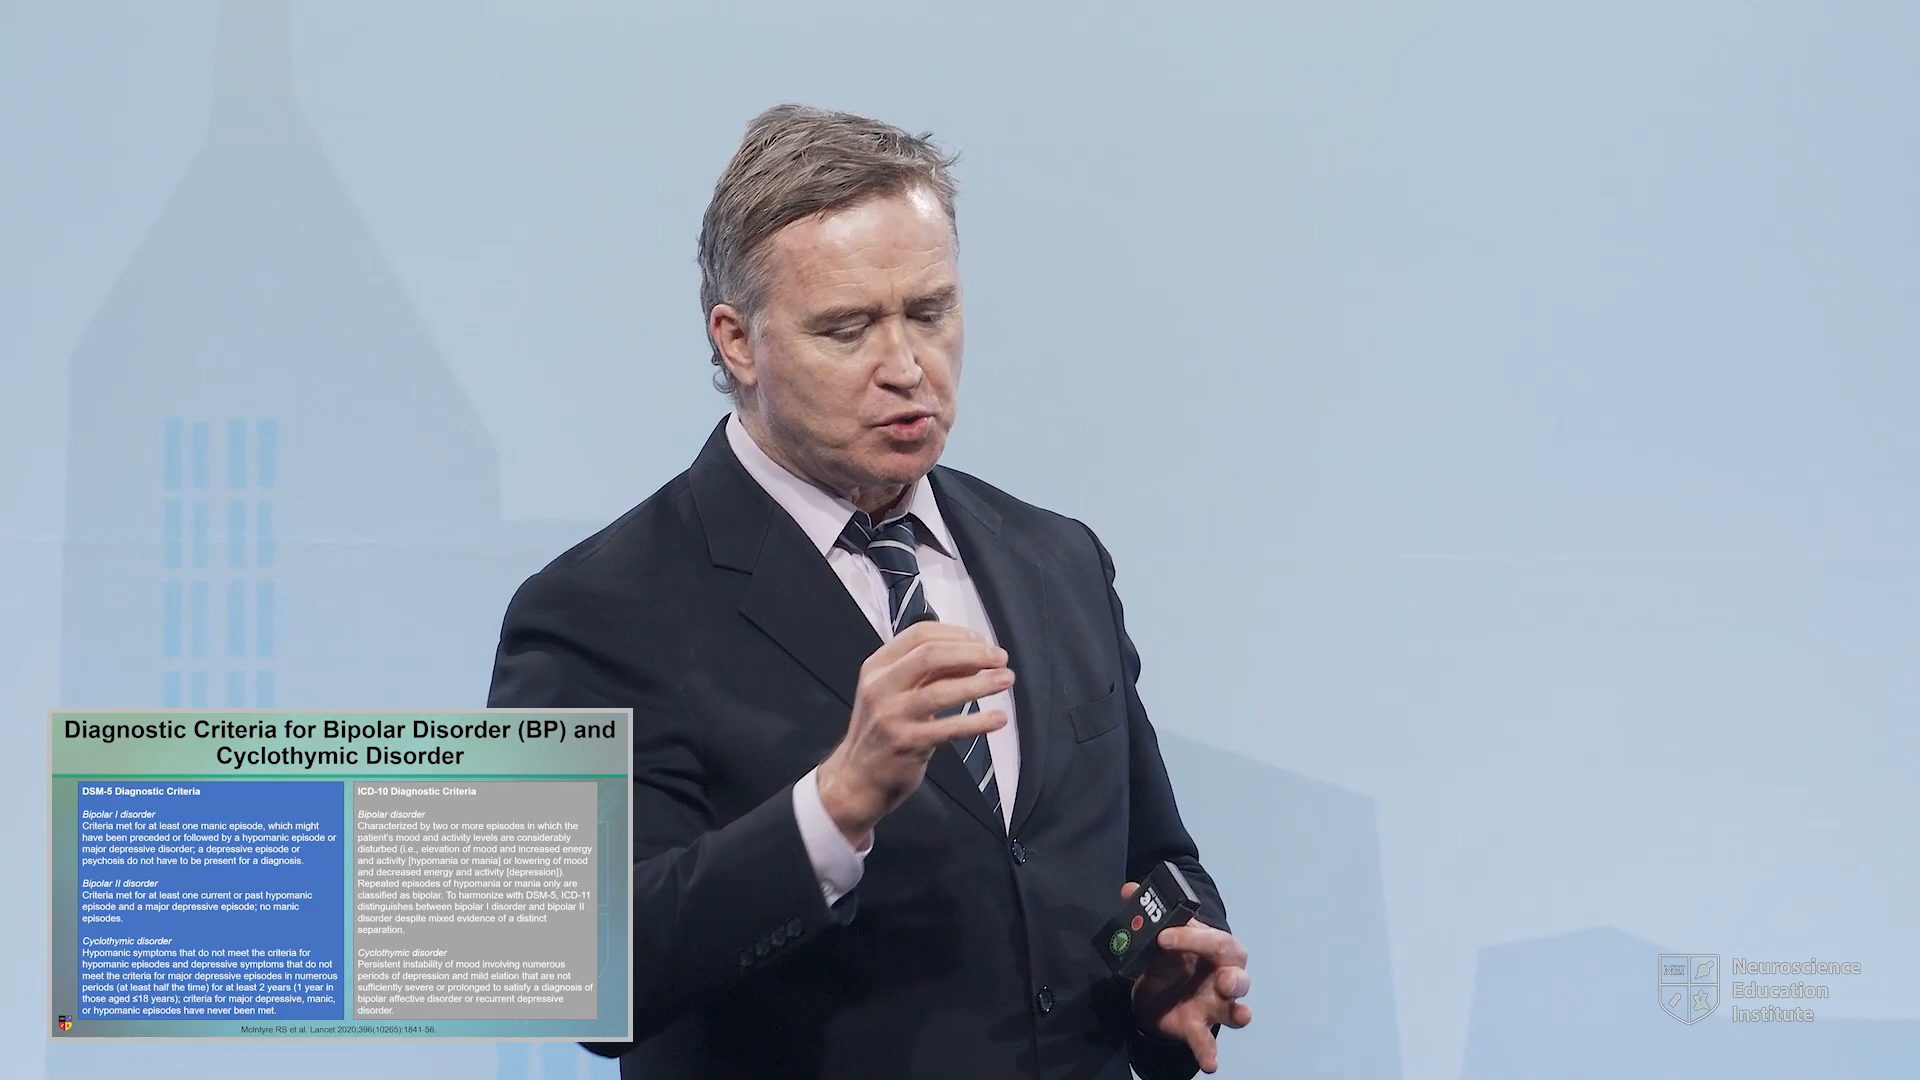 Diagnostic Criteria for Bipolar Disorder (BP) and
Cyclothymic Disorder
DSM-5 Diagnostic Criteria
Bipolar I disorder
Criteria met for at least one manic episode, which might
have been preceded or followed by a hypomanic episode or
major depressive disorder; a depressive episode or
psychosis do not have to be present for a diagnosis.
Bipolar II disorder
Criteria met for at least one current or past hypomanic
episode and a major depressive episode; no manic
episodes.
Cyclothymic disorder
Hypomanic symptoms that do not meet the criteria for
hypomanic episodes and depressive symptoms that do not
meet the criteria for major depressive episodes in numerous
periods (at least half the time) for at least 2 years (1 year in
those aged ≤18 years); criteria for major depressive, manic,
or hypomanic episodes have never been met.
ICD-10 Diagnostic Criteria
Bipolar disorder
Characterized by two or more episodes in which the
patient's mood and activity levels are considerably
disturbed (i.e., elevation of mood and increased energy
and activity [hypomania or mania] or lowering of mood
and decreased energy and activity [depression]).
Repeated episodes of hypomania or mania only are
classified as bipolar. To harmonize with DSM-5, ICD-11
distinguishes between bipolar I disorder and bipolar II
disorder despite mixed evidence of a distinct
separation.
Cyclothymic disorder
Persistent instability of mood involving numerous
periods of depression and mild elation that are not
sufficiently severe or prolonged to satisfy a diagnosis of
bipolar affective disorder or recurrent depressive
disorder.
McIntyre RS et al. Lancet 2020;396(10265):1841-56.
cue
NEI
Neuroscience
Education
Institute